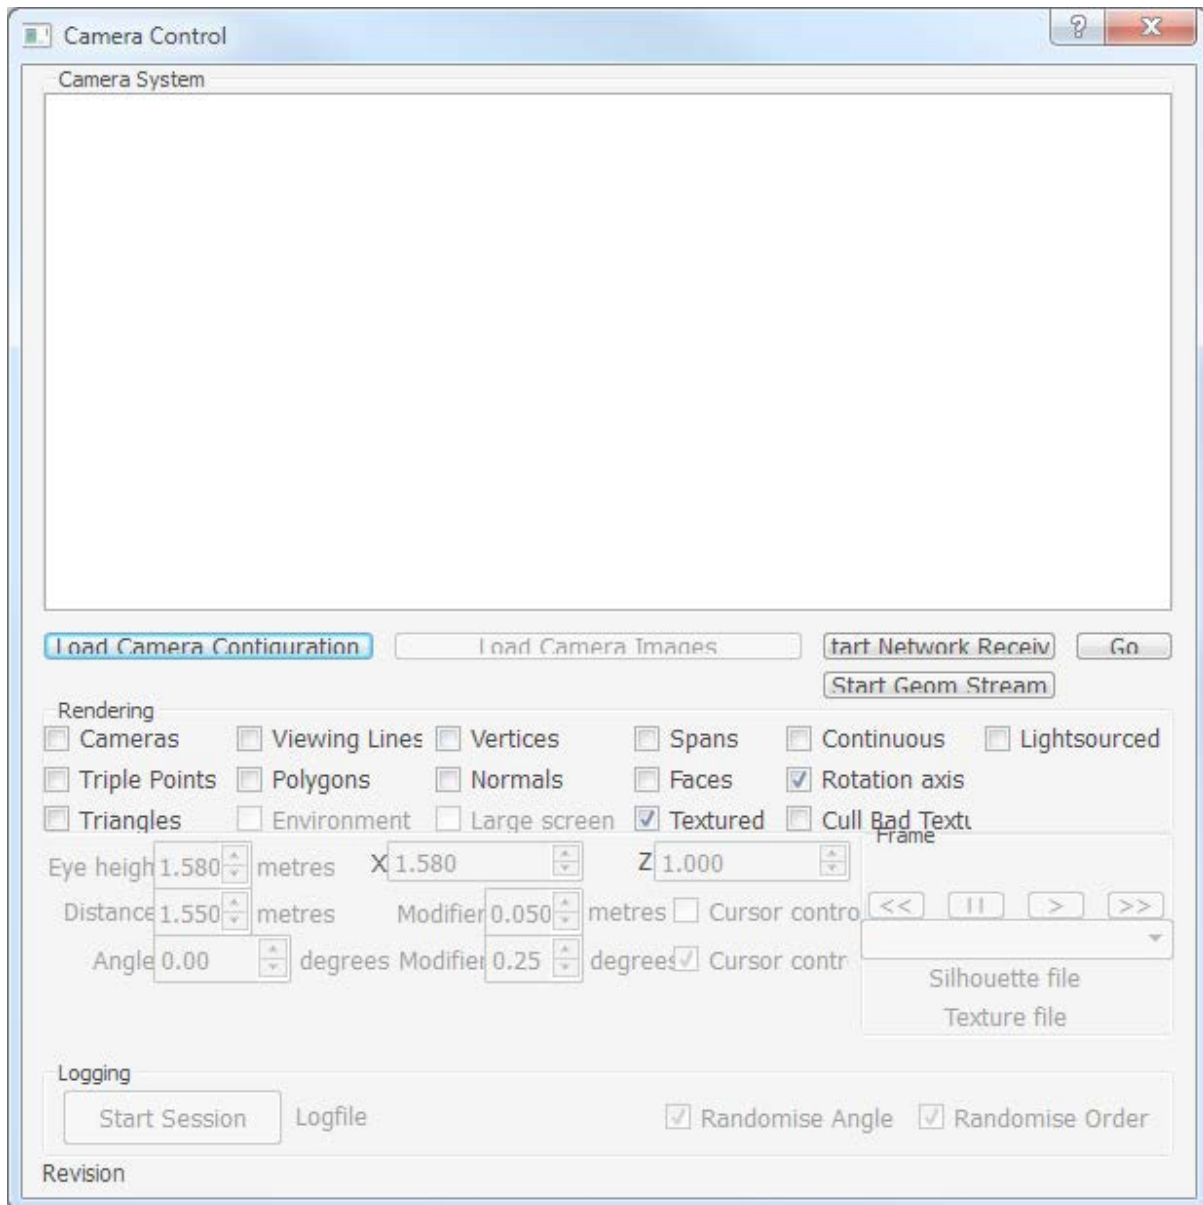 Camera Control
Camera System
Load Camera Configuration Load Camera Images tart Network Receiv Go
Start Geom Stream
Rendering
Cameras Viewing Lines Vertices Spans Continuous Lightsourced
Triple Points Polygons Normals Faces Rotation axis
Triangles Environment Large screen Textured Cull Bad Textu
Frame
Eye heigh 1.580 metres X 1.580 Z 1.000
Distance 1.550 metres Modifier 0.050 metres Cursor contro << II > >>
Angle 0.00 degrees Modifier 0.25 degrees Cursor contr
Silhouette file
Texture file
Logging
Start Session Logfile Randomise Angle Randomise Order
Revision